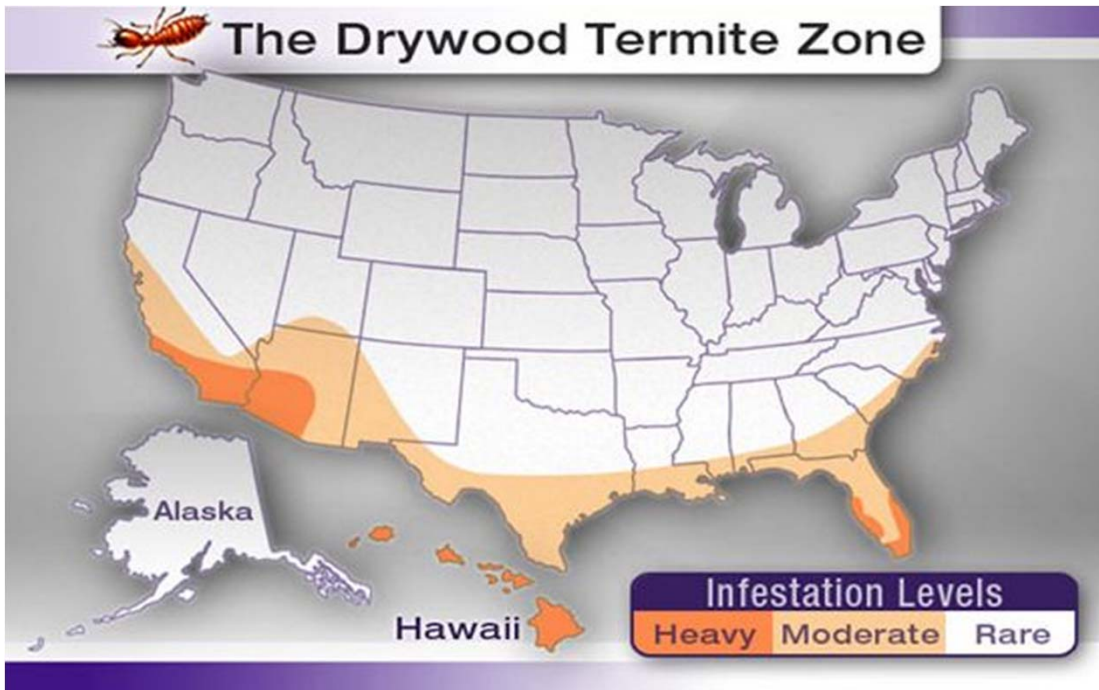 The Drywood Termite Zone
Alaska
Hawaii
Infestation Levels
Heavy Moderate Rare